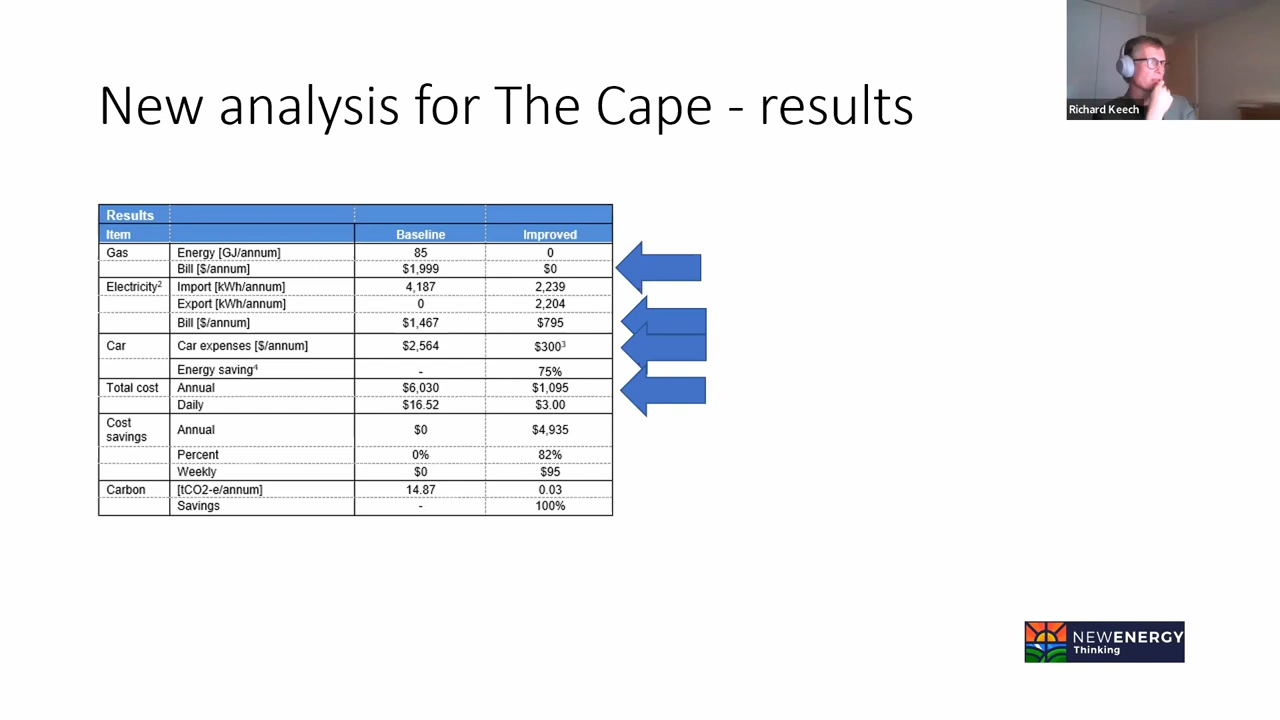 New analysis for The Cape - results
Richard Keech
Results
Item Baseline Improved
Gas Energy [GJ/annum] 85 0
Bill [$/annum] $1,999 $0
Electricity² Import [kWh/annum] 4,187 2,239
Export [kWh/annum] 0 2,204
Bill [$/annum] $1,467 $795
Car Car expenses [$/annum] $2,564 $300³
Energy saving⁴ - 75%
Total cost Annual $6,030 $1,095
Daily $16.52 $3.00
Cost
savings Annual $0 $4,935
Percent 0% 82%
Weekly $0 $95
Carbon [tCO2-e/annum] 14.87 0.03
Savings - 100%
NEWENERGY
Thinking